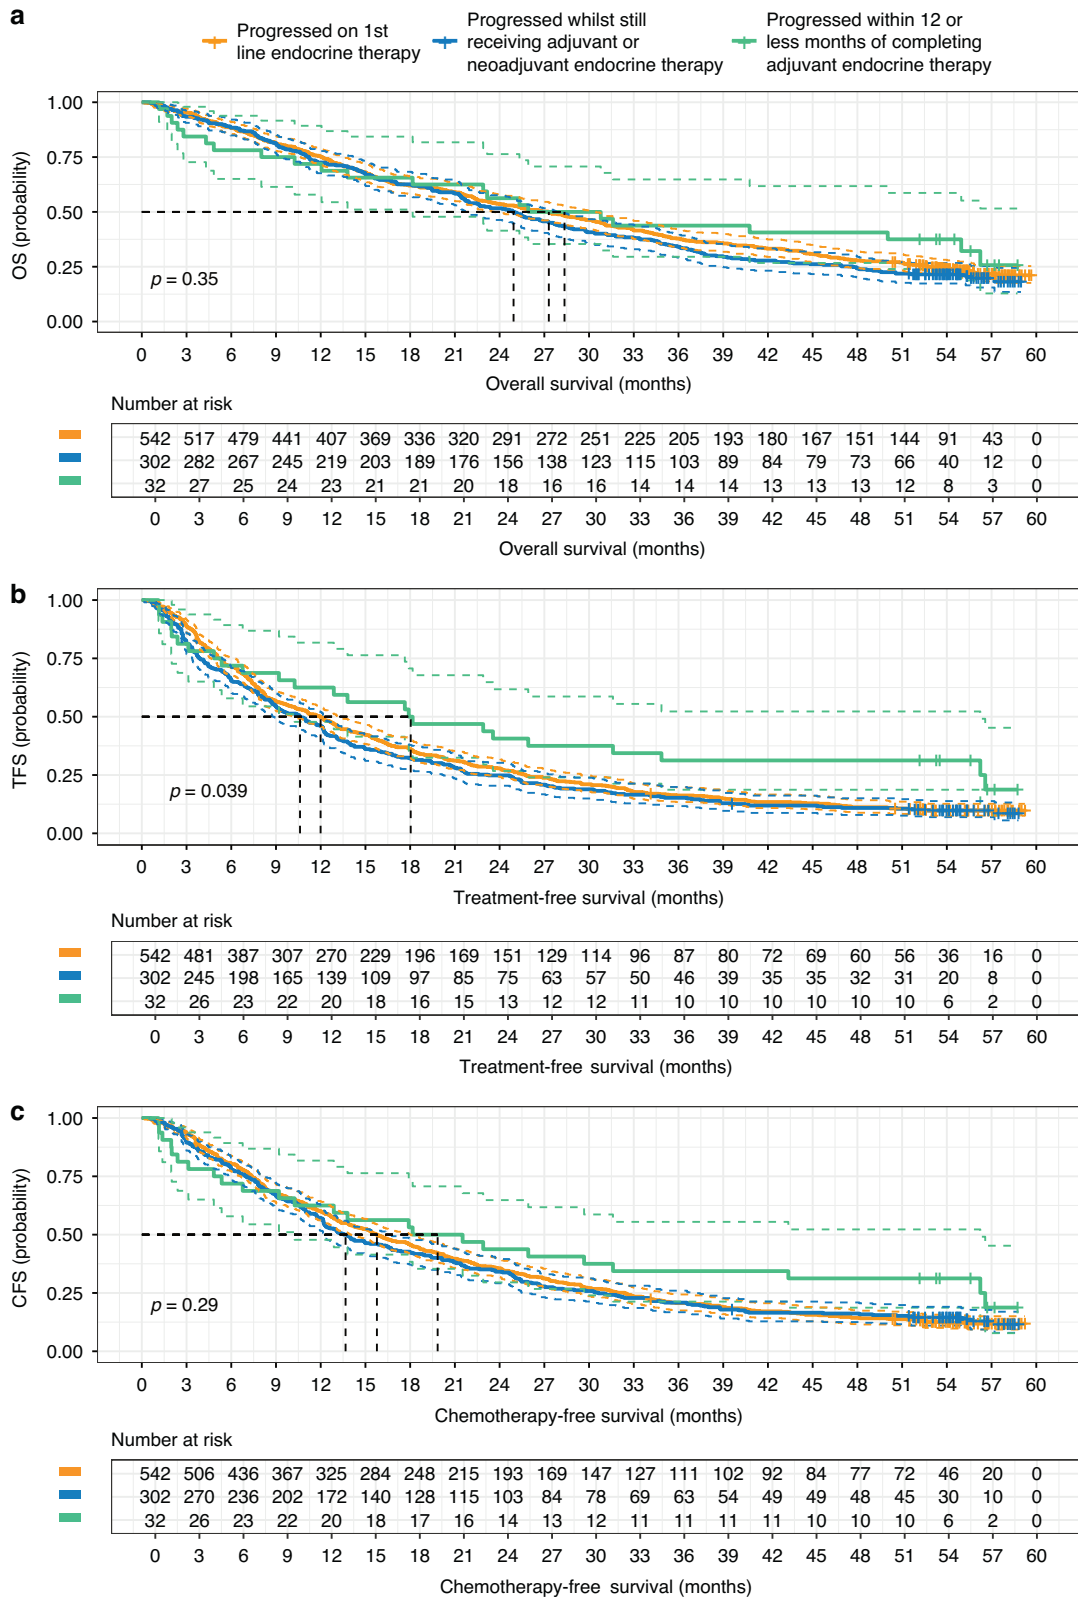 a
Progressed on 1st
line endocrine therapy
Progressed whilst still
receiving adjuvant or
neoadjuvant endocrine therapy
Progressed within 12 or
less months of completing
adjuvant endocrine therapy
OS (probability)
1.00
0.75
0.50
0.25
0.00
p = 0.35
0 3 6 9 12 15 18 21 24 27 30 33 36 39 42 45 48 51 54 57 60
Overall survival (months)
Number at risk
542 517 479 441 407 369 336 320 291 272 251 225 205 193 180 167 151 144 91 43 0
302 282 267 245 219 203 189 176 156 138 123 115 103 89 84 79 73 66 40 12 0
32 27 25 24 23 21 21 20 18 16 16 14 14 14 13 13 13 12 8 3 0
0 3 6 9 12 15 18 21 24 27 30 33 36 39 42 45 48 51 54 57 60
Overall survival (months)
b
TFS (probability)
1.00
0.75
0.50
0.25
0.00
p = 0.039
0 3 6 9 12 15 18 21 24 27 30 33 36 39 42 45 48 51 54 57 60
Treatment-free survival (months)
Number at risk
542 481 387 307 270 229 196 169 151 129 114 96 87 80 72 69 60 56 36 16 0
302 245 198 165 139 109 97 85 75 63 57 50 46 39 35 35 32 31 20 8 0
32 26 23 22 20 18 16 15 13 12 12 11 10 10 10 10 10 10 6 2 0
0 3 6 9 12 15 18 21 24 27 30 33 36 39 42 45 48 51 54 57 60
Treatment-free survival (months)
c
CFS (probability)
1.00
0.75
0.50
0.25
0.00
p = 0.29
0 3 6 9 12 15 18 21 24 27 30 33 36 39 42 45 48 51 54 57 60
Chemotherapy-free survival (months)
Number at risk
542 506 436 367 325 284 248 215 193 169 147 127 111 102 92 84 77 72 46 20 0
302 270 236 202 172 140 128 115 103 84 78 69 63 54 49 49 48 45 30 10 0
32 26 23 22 20 18 17 16 14 13 12 11 11 11 11 10 10 10 6 2 0
0 3 6 9 12 15 18 21 24 27 30 33 36 39 42 45 48 51 54 57 60
Chemotherapy-free survival (months)